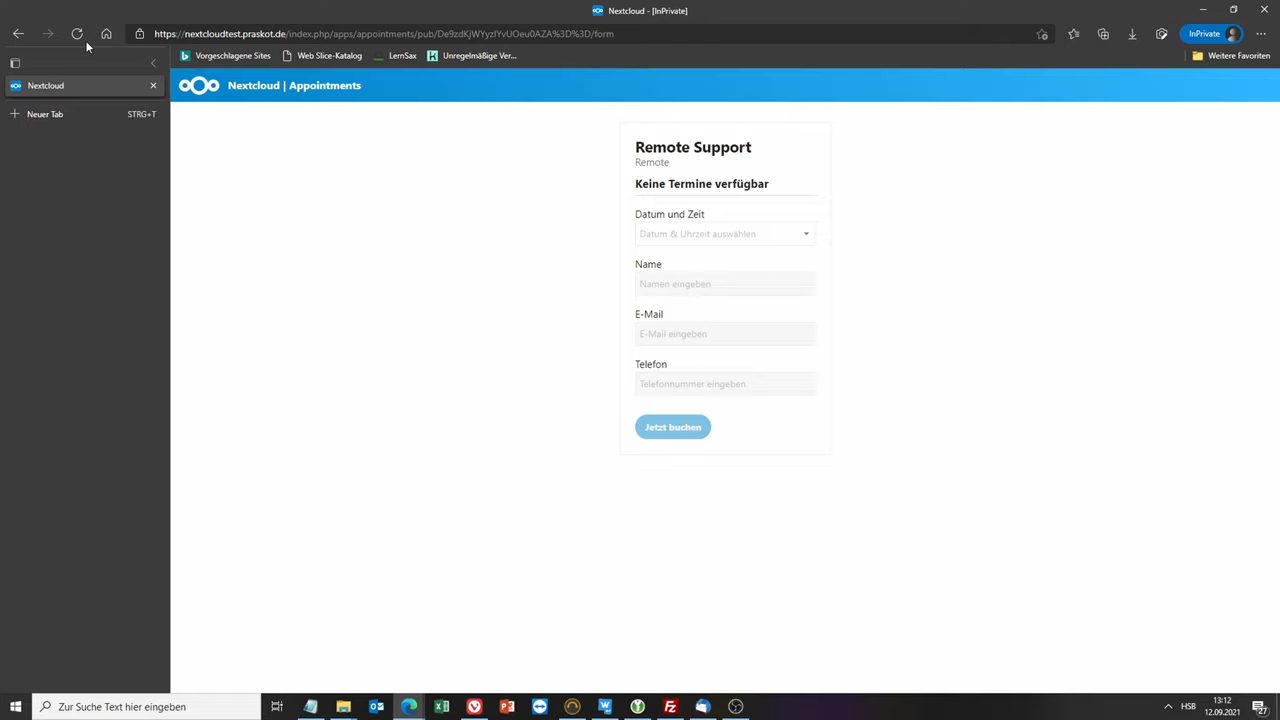 Nextcloud - [InPrivate]
https://nextcloudtest.praskot.de/index.php/apps/appointments/pub/De9zdKjWYyzIYvUOeu0AZA%3D%3D/form
InPrivate
Vorgeschlagene Sites
Web Slice-Katalog
LernSax
Unregelmäßige Ver...
Weitere Favoriten
Nextcloud
Neuer Tab
STRG+T
Nextcloud | Appointments
Remote Support
Remote
Keine Termine verfügbar
Datum und Zeit
Datum & Uhrzeit auswählen
Name
Namen eingeben
E-Mail
E-Mail eingeben
Telefon
Telefonnummer eingeben
Jetzt buchen
Zur Suche Text hier eingeben
HSB
13:12
12.09.2021
27